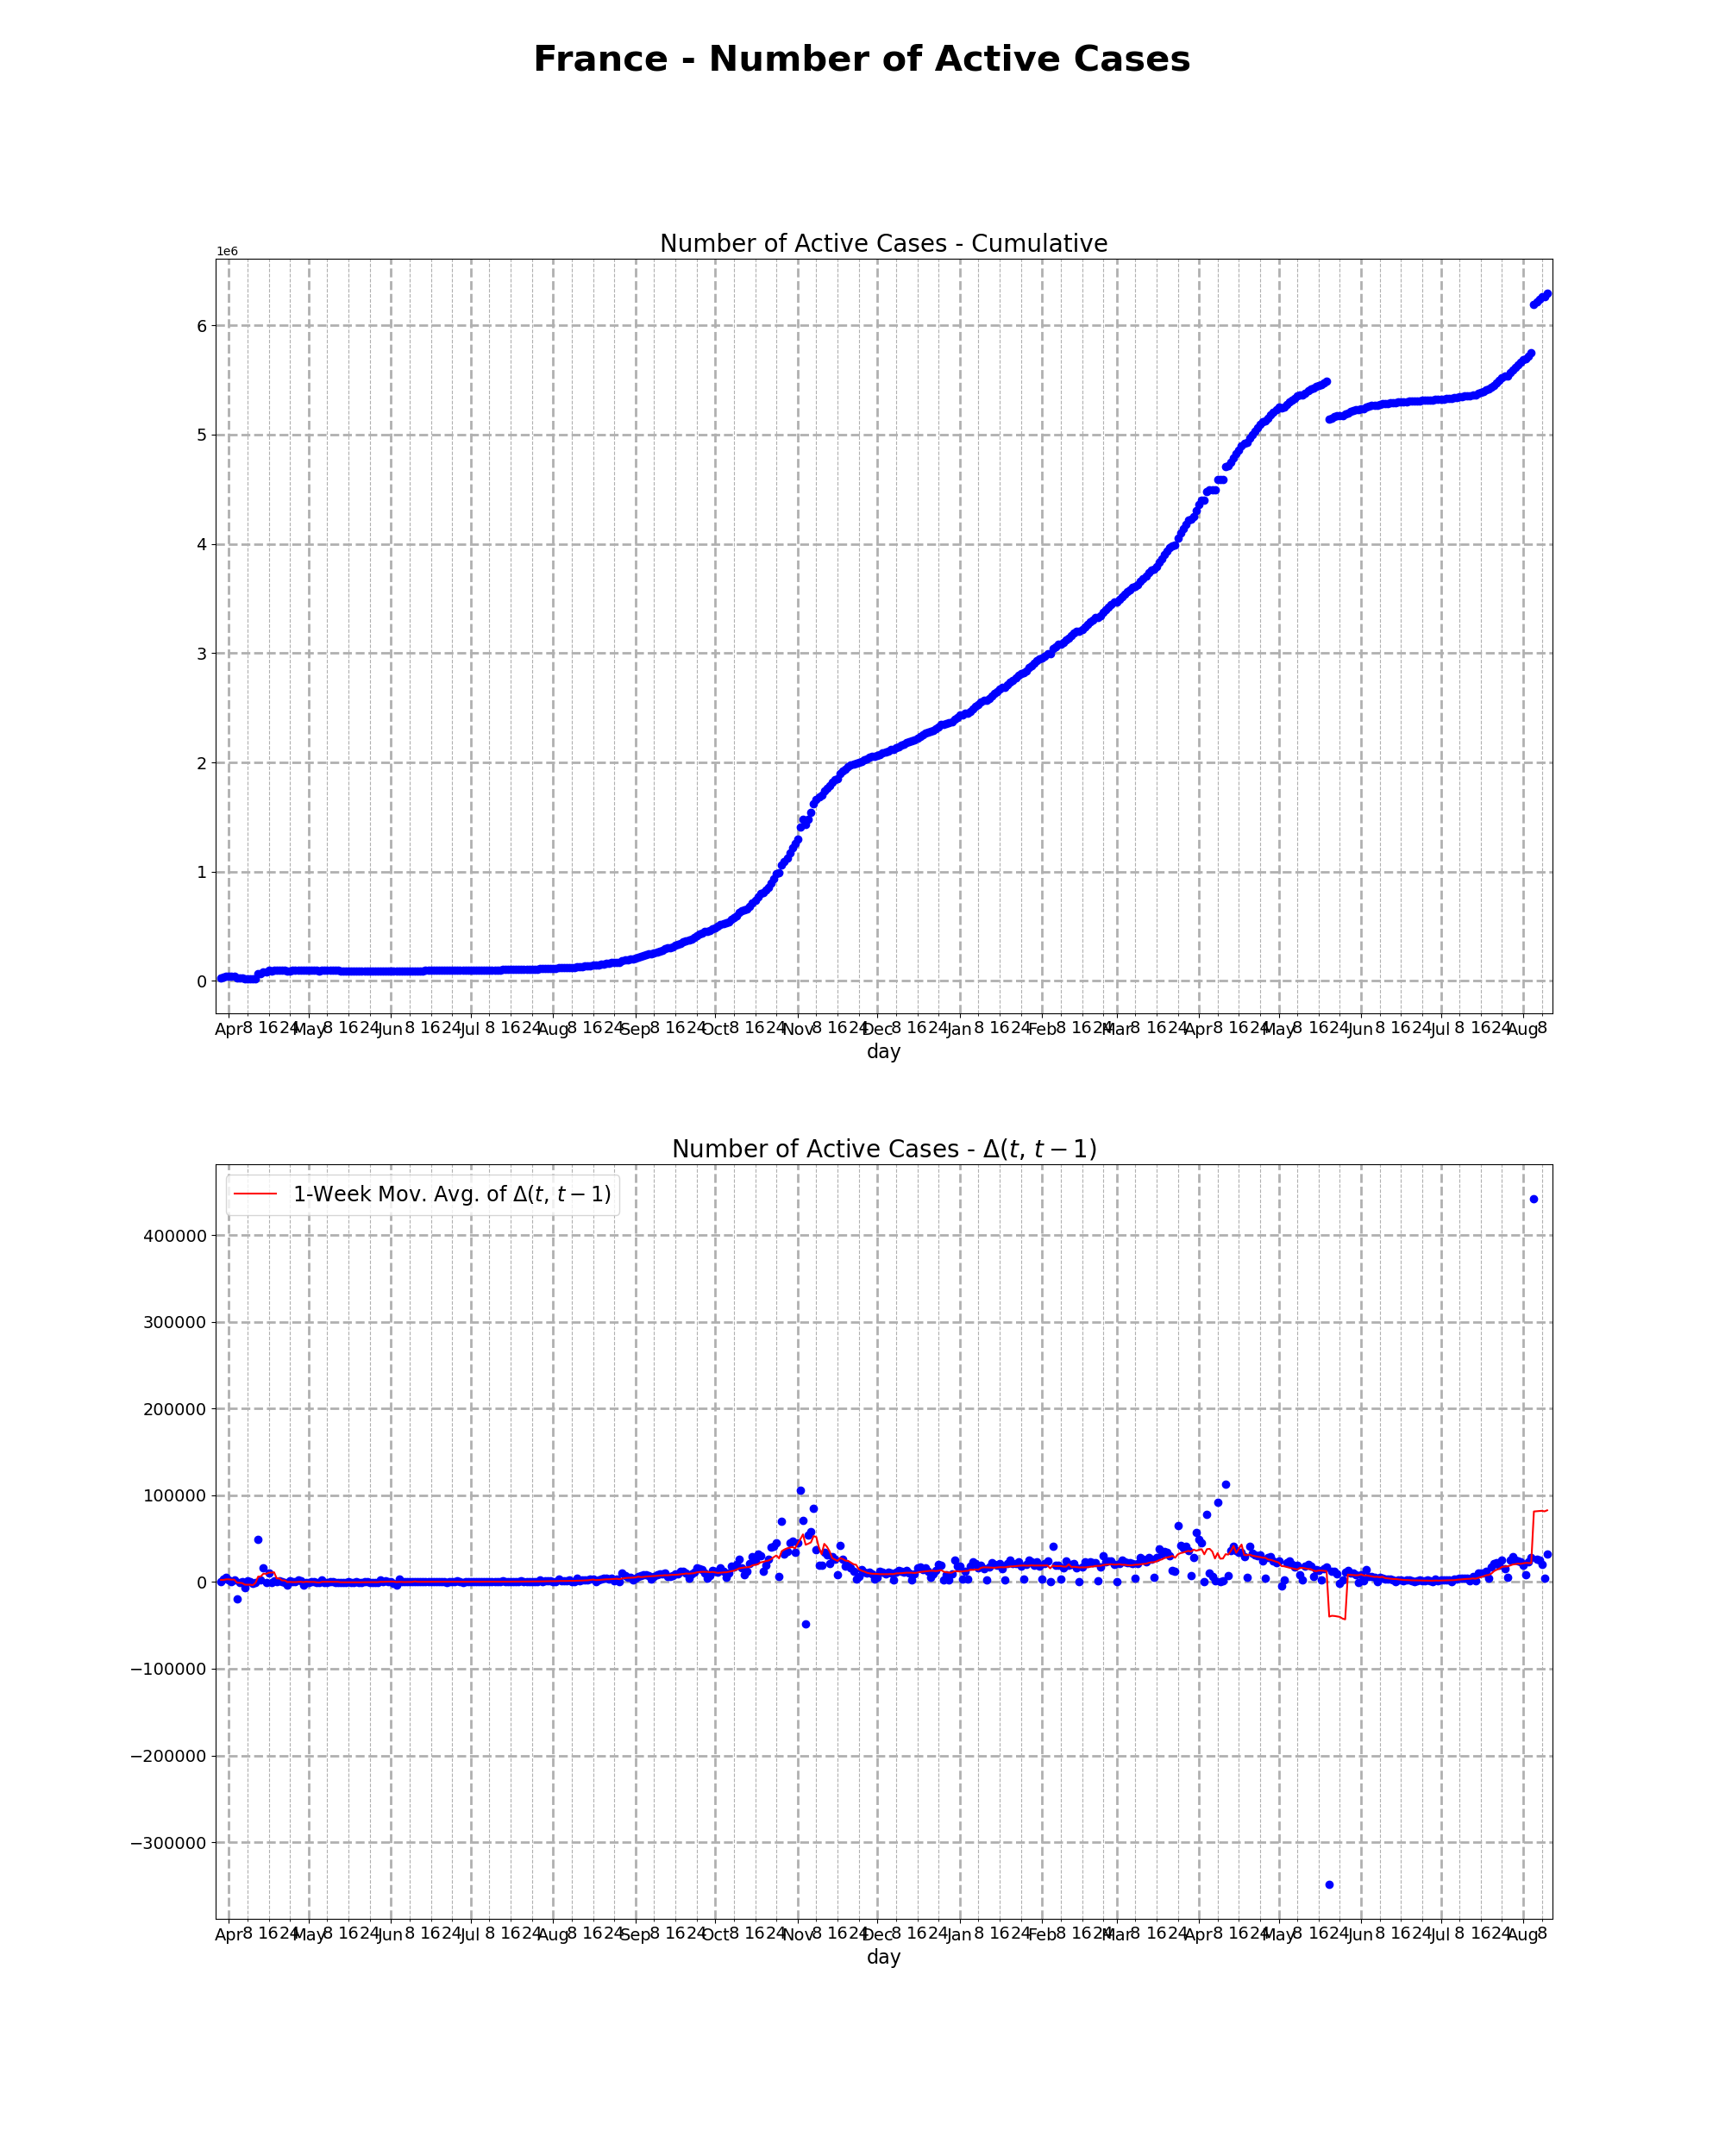 France - Number of Active Cases
Number of Active Cases - Cumulative
1e6
6
5
4
3
2
1
0
Apr 8 16 24 May 8 16 24 Jun 8 16 24 Jul 8 16 24 Aug 8 16 24 Sep 8 16 24 Oct 8 16 24 Nov 8 16 24 Dec 8 16 24 Jan 8 16 24 Feb 8 16 24 Mar 8 16 24 Apr 8 16 24 May 8 16 24 Jun 8 16 24 Jul 8 16 24 Aug 8
day
Number of Active Cases - Δ(t, t − 1)
1-Week Mov. Avg. of Δ(t, t − 1)
400000
300000
200000
100000
0
−100000
−200000
−300000
Apr 8 16 24 May 8 16 24 Jun 8 16 24 Jul 8 16 24 Aug 8 16 24 Sep 8 16 24 Oct 8 16 24 Nov 8 16 24 Dec 8 16 24 Jan 8 16 24 Feb 8 16 24 Mar 8 16 24 Apr 8 16 24 May 8 16 24 Jun 8 16 24 Jul 8 16 24 Aug 8
day